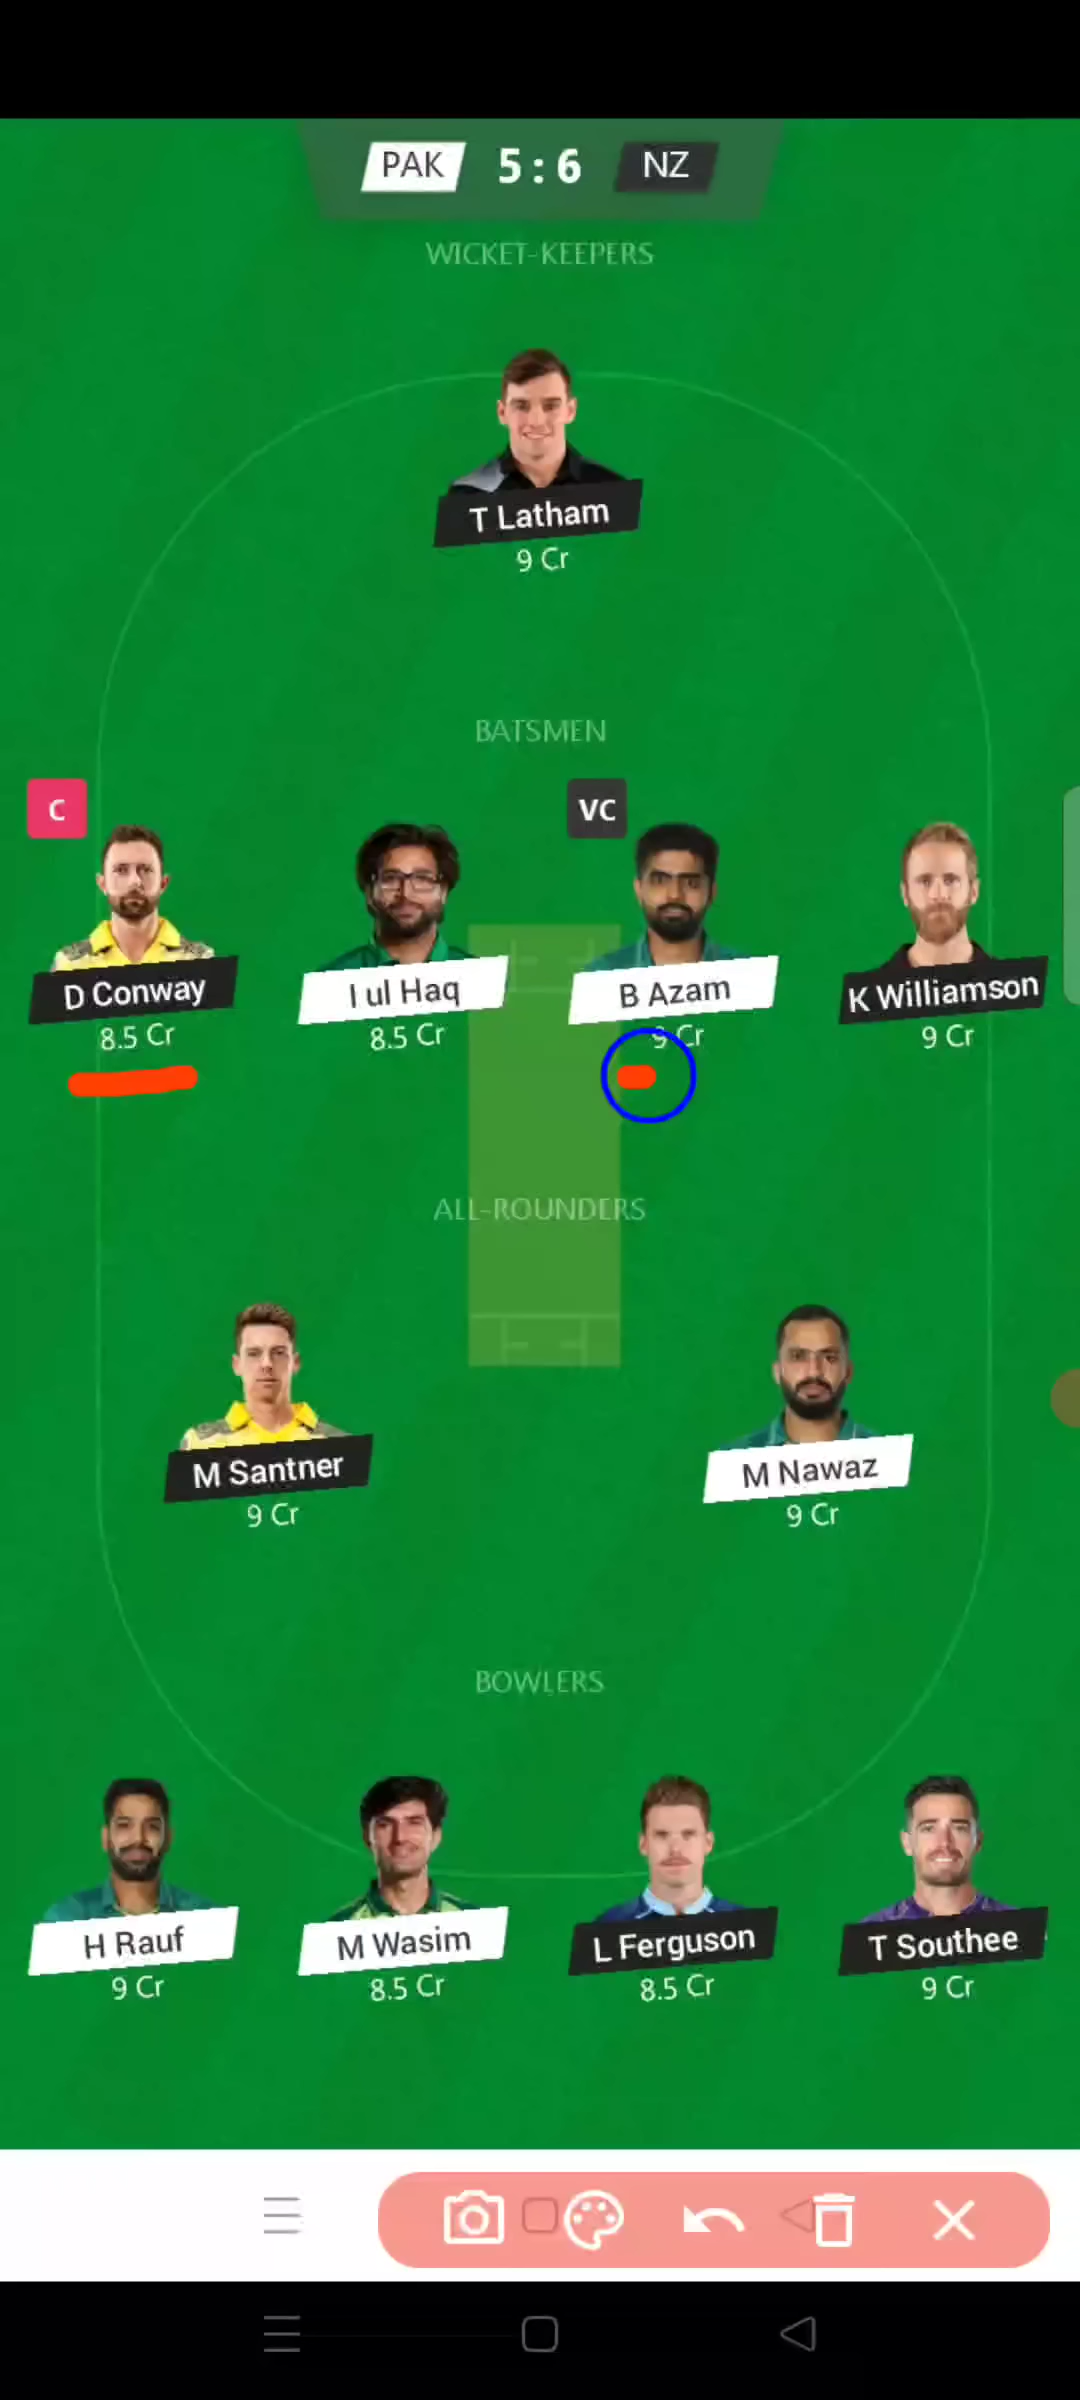 PAK 5:6 NZ
WICKET-KEEPERS
T Latham
9 Cr
BATSMEN
C VC
D Conway I ul Haq B Azam K Williamson
8.5 Cr 8.5 Cr 9 Cr 9 Cr
ALL-ROUNDERS
M Santner M Nawaz
9 Cr 9 Cr
BOWLERS
H Rauf M Wasim L Ferguson T Southee
9 Cr 8.5 Cr 8.5 Cr 9 Cr